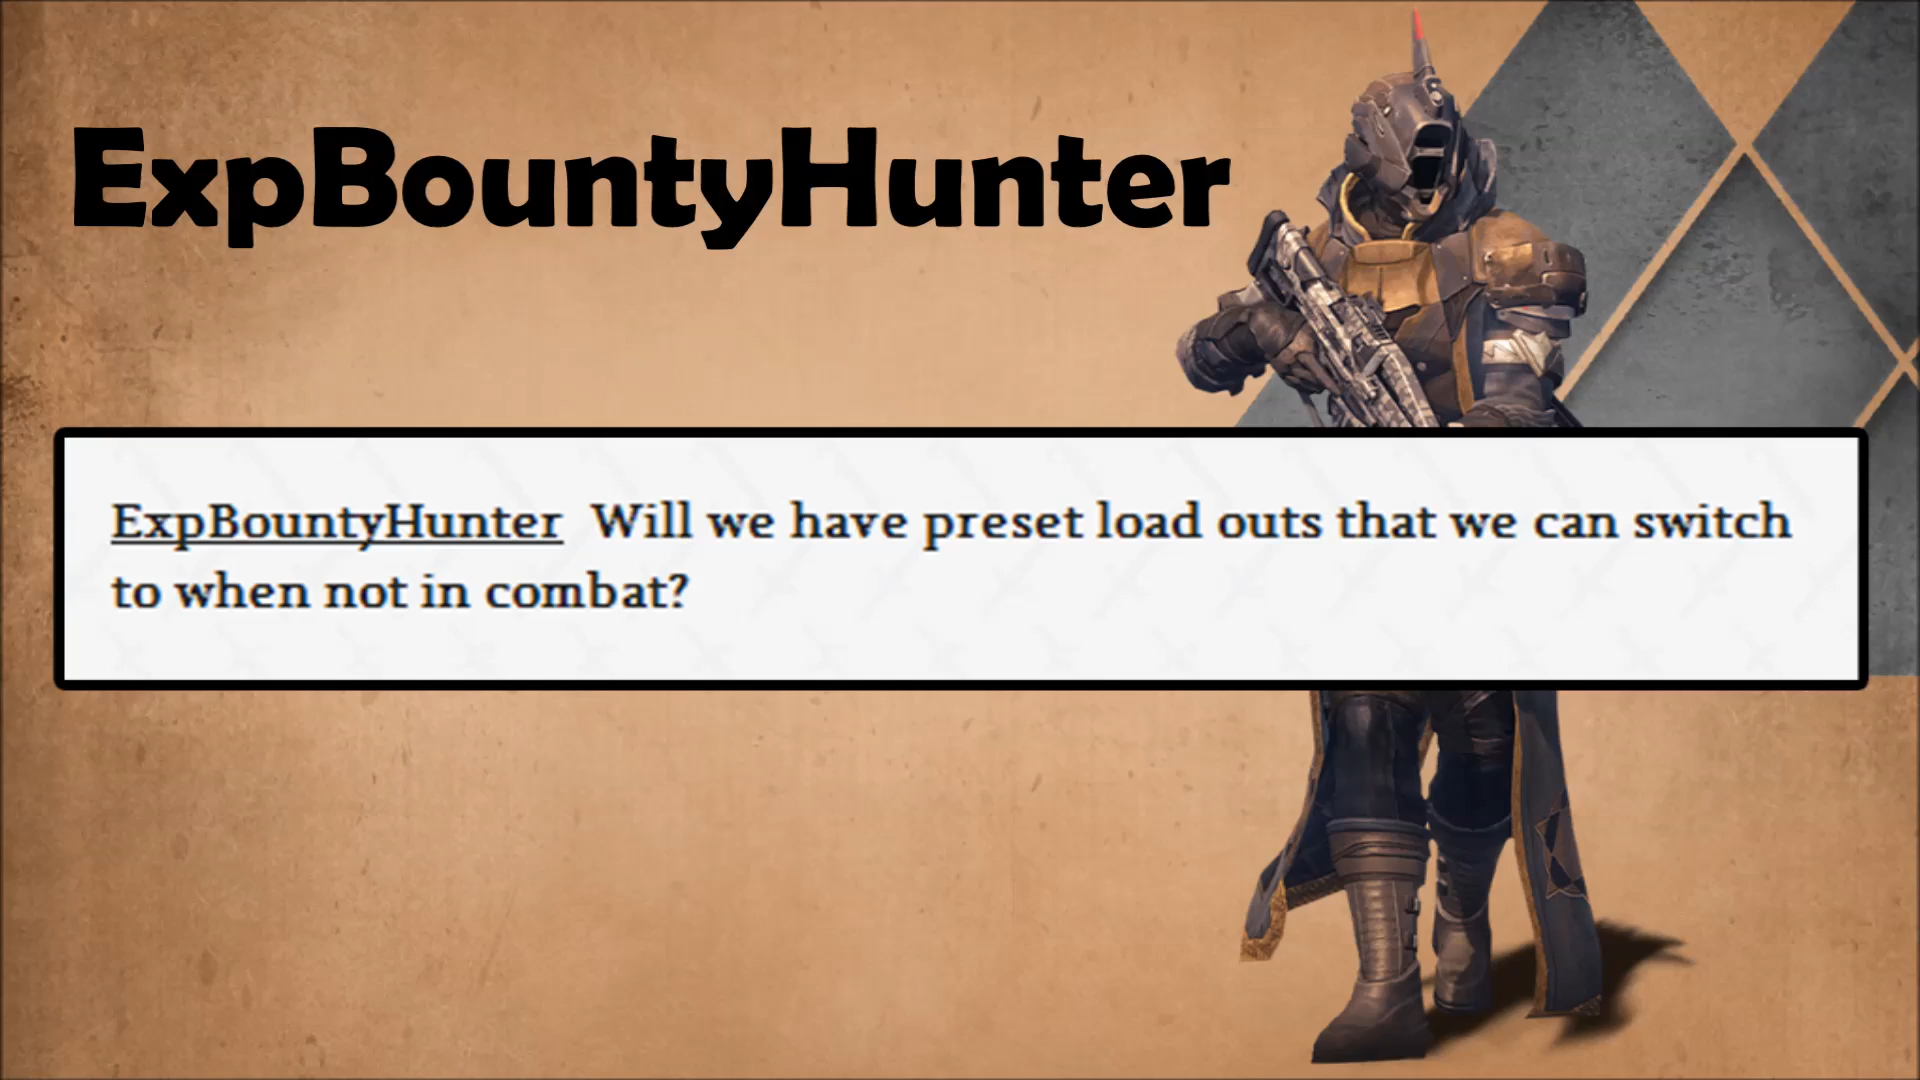 ExpBountyHunter
ExpBountyHunter Will we have preset load outs that we can switch
to when not in combat?